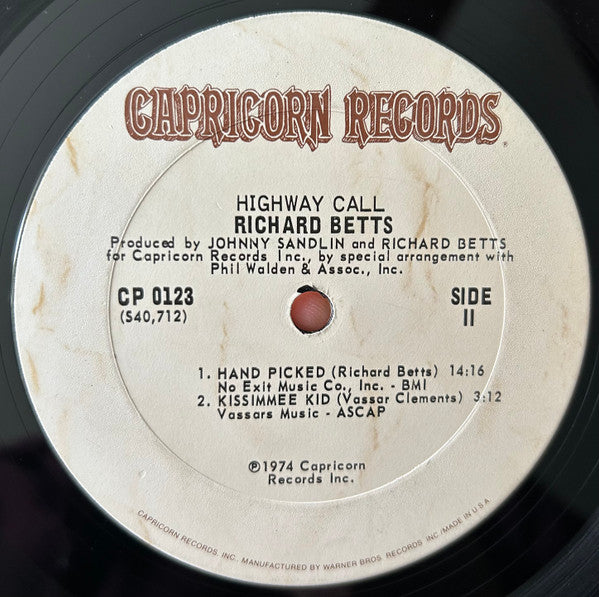 CAPRICORN RECORDS
HIGHWAY CALL
RICHARD BETTS
Produced by JOHNNY SANDLIN and RICHARD BETTS
for Capricorn Records Inc., by special arrangement with
Phil Walden & Assoc., Inc.
CP 0123
(S40,712)
SIDE
II
1. HAND PICKED (Richard Betts) 14:16
No Exit Music Co., Inc. - BMI
2. KISSIMMEE KID (Vassar Clements) 3:12
Vassars Music - ASCAP
℗1974 Capricorn
Records Inc.
CAPRICORN RECORDS, INC. MANUFACTURED BY WARNER BROS. RECORDS INC./MADE IN U S A